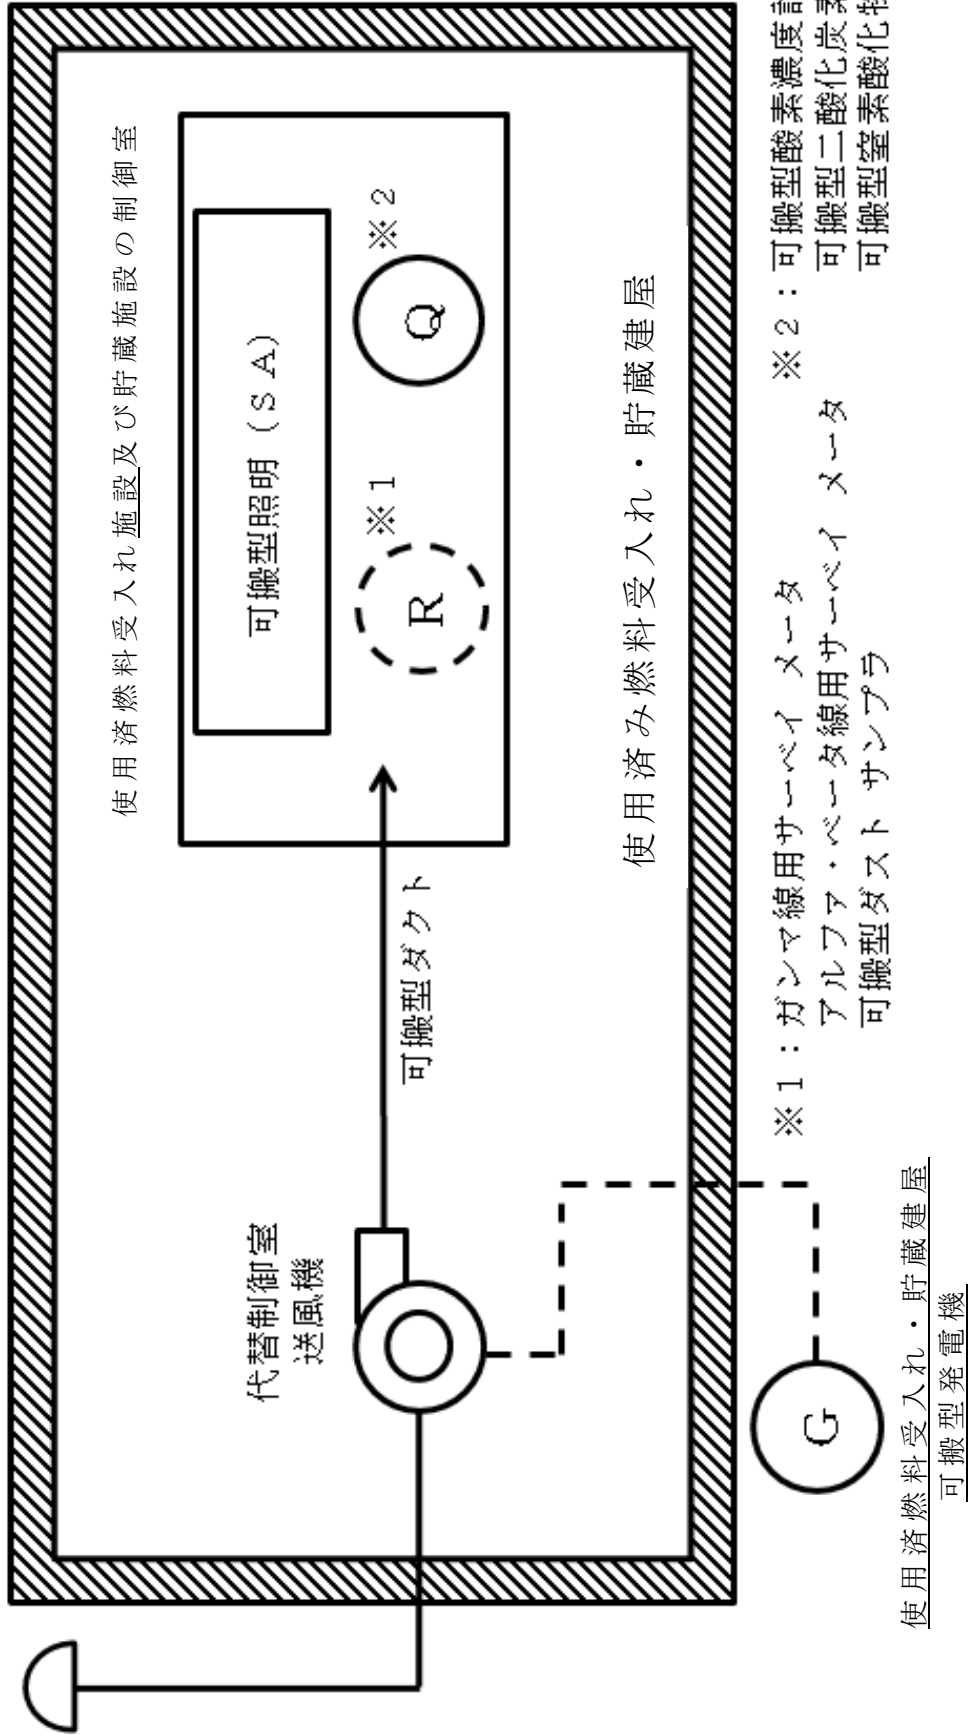 使用済燃料受入れ施設及び貯蔵施設の制御室
可搬型照明（ＳＡ）
※１
※２
R
Q
代替制御室
送風機
可搬型ダクト
使用済み燃料受入れ・貯蔵建屋
G
使用済燃料受入れ・貯蔵建屋
可搬型発電機
※１：ガンマ線用サーベイ メータ
アルファ・ベータ線用サーベイ メータ
可搬型ダスト サンプラ
※２：可搬型酸素濃度計
可搬型二酸化炭素
可搬型窒素酸化物